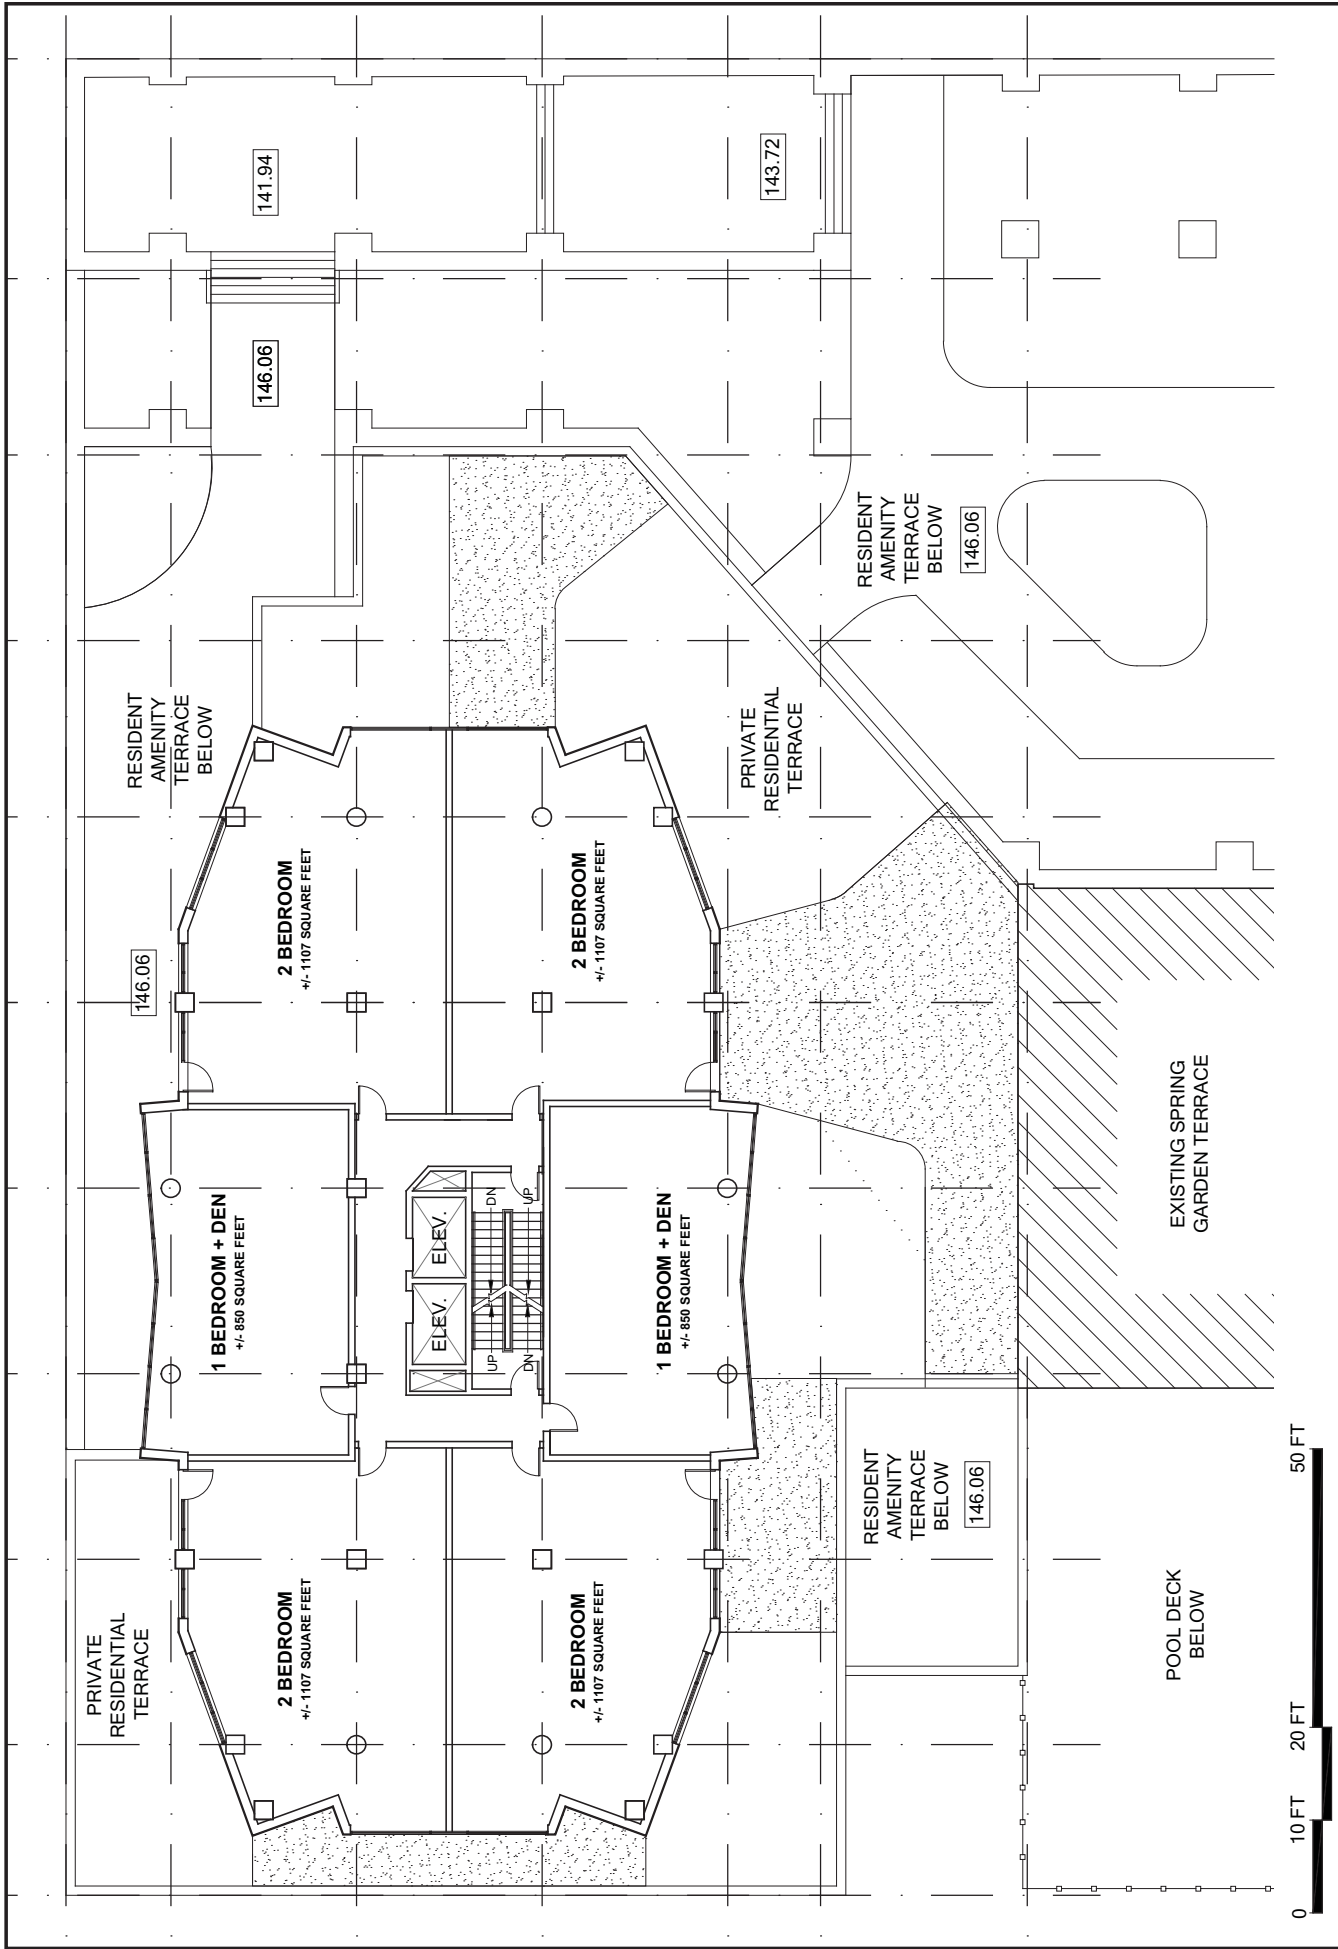 PRIVATE
RESIDENTIAL
TERRACE
146.06
RESIDENT
AMENITY
TERRACE
BELOW
146.06
141.94
2 BEDROOM
+/- 1107 SQUARE FEET
1 BEDROOM + DEN
+/- 850 SQUARE FEET
2 BEDROOM
+/- 1107 SQUARE FEET
ELEV.
ELEV.
UP
DN
DN
UP
2 BEDROOM
+/- 1107 SQUARE FEET
1 BEDROOM + DEN
+/- 850 SQUARE FEET
2 BEDROOM
+/- 1107 SQUARE FEET
PRIVATE
RESIDENTIAL
TERRACE
143.72
RESIDENT
AMENITY
TERRACE
BELOW
146.06
RESIDENT
AMENITY
TERRACE
BELOW
146.06
POOL DECK
BELOW
EXISTING SPRING
GARDEN TERRACE
0 10 FT 20 FT 50 FT